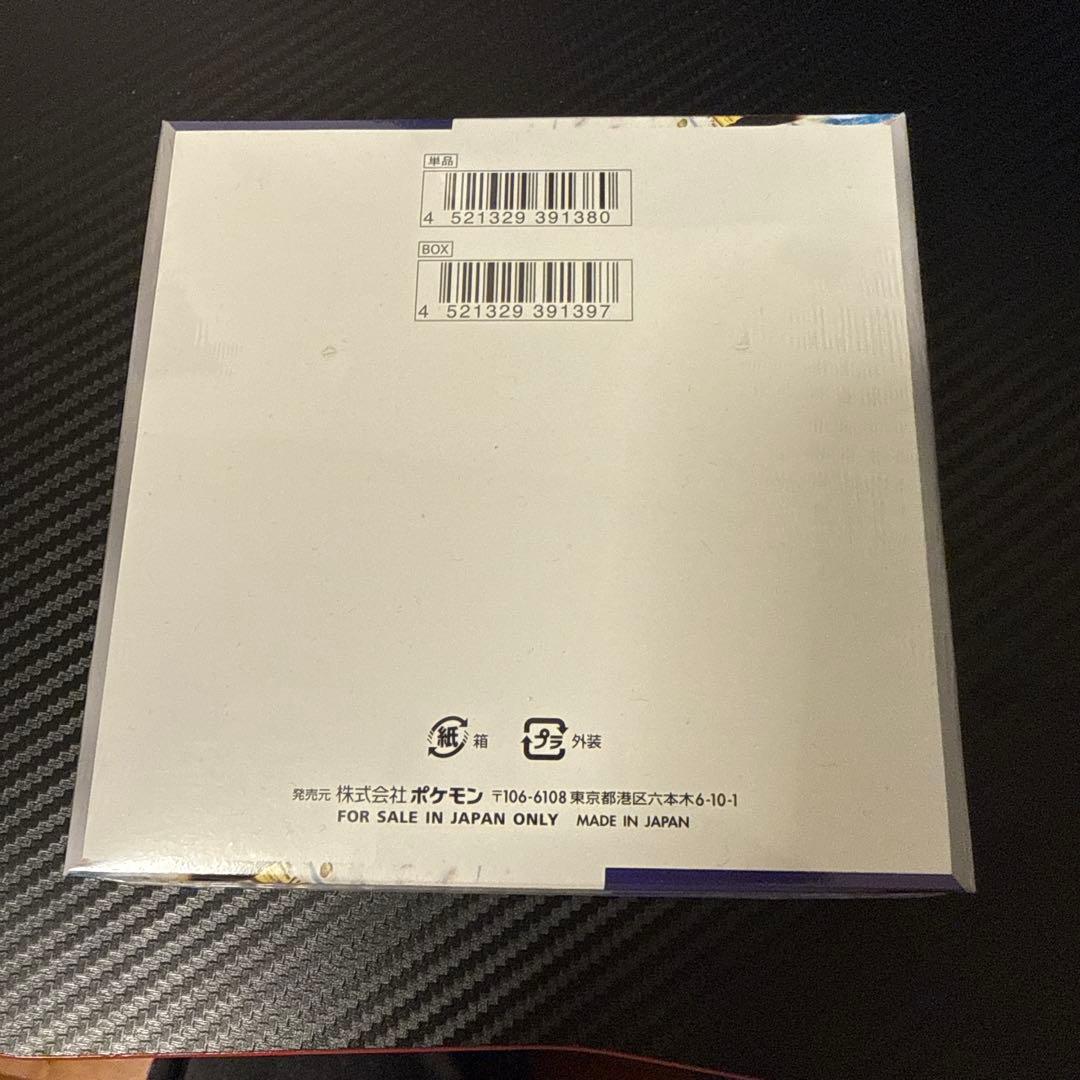 単品
4 521329 391380
BOX
4 521329 391397
紙 箱 プラ 外装
発売元 株式会社ポケモン 〒106-6108 東京都港区六本木6-10-1
FOR SALE IN JAPAN ONLY MADE IN JAPAN